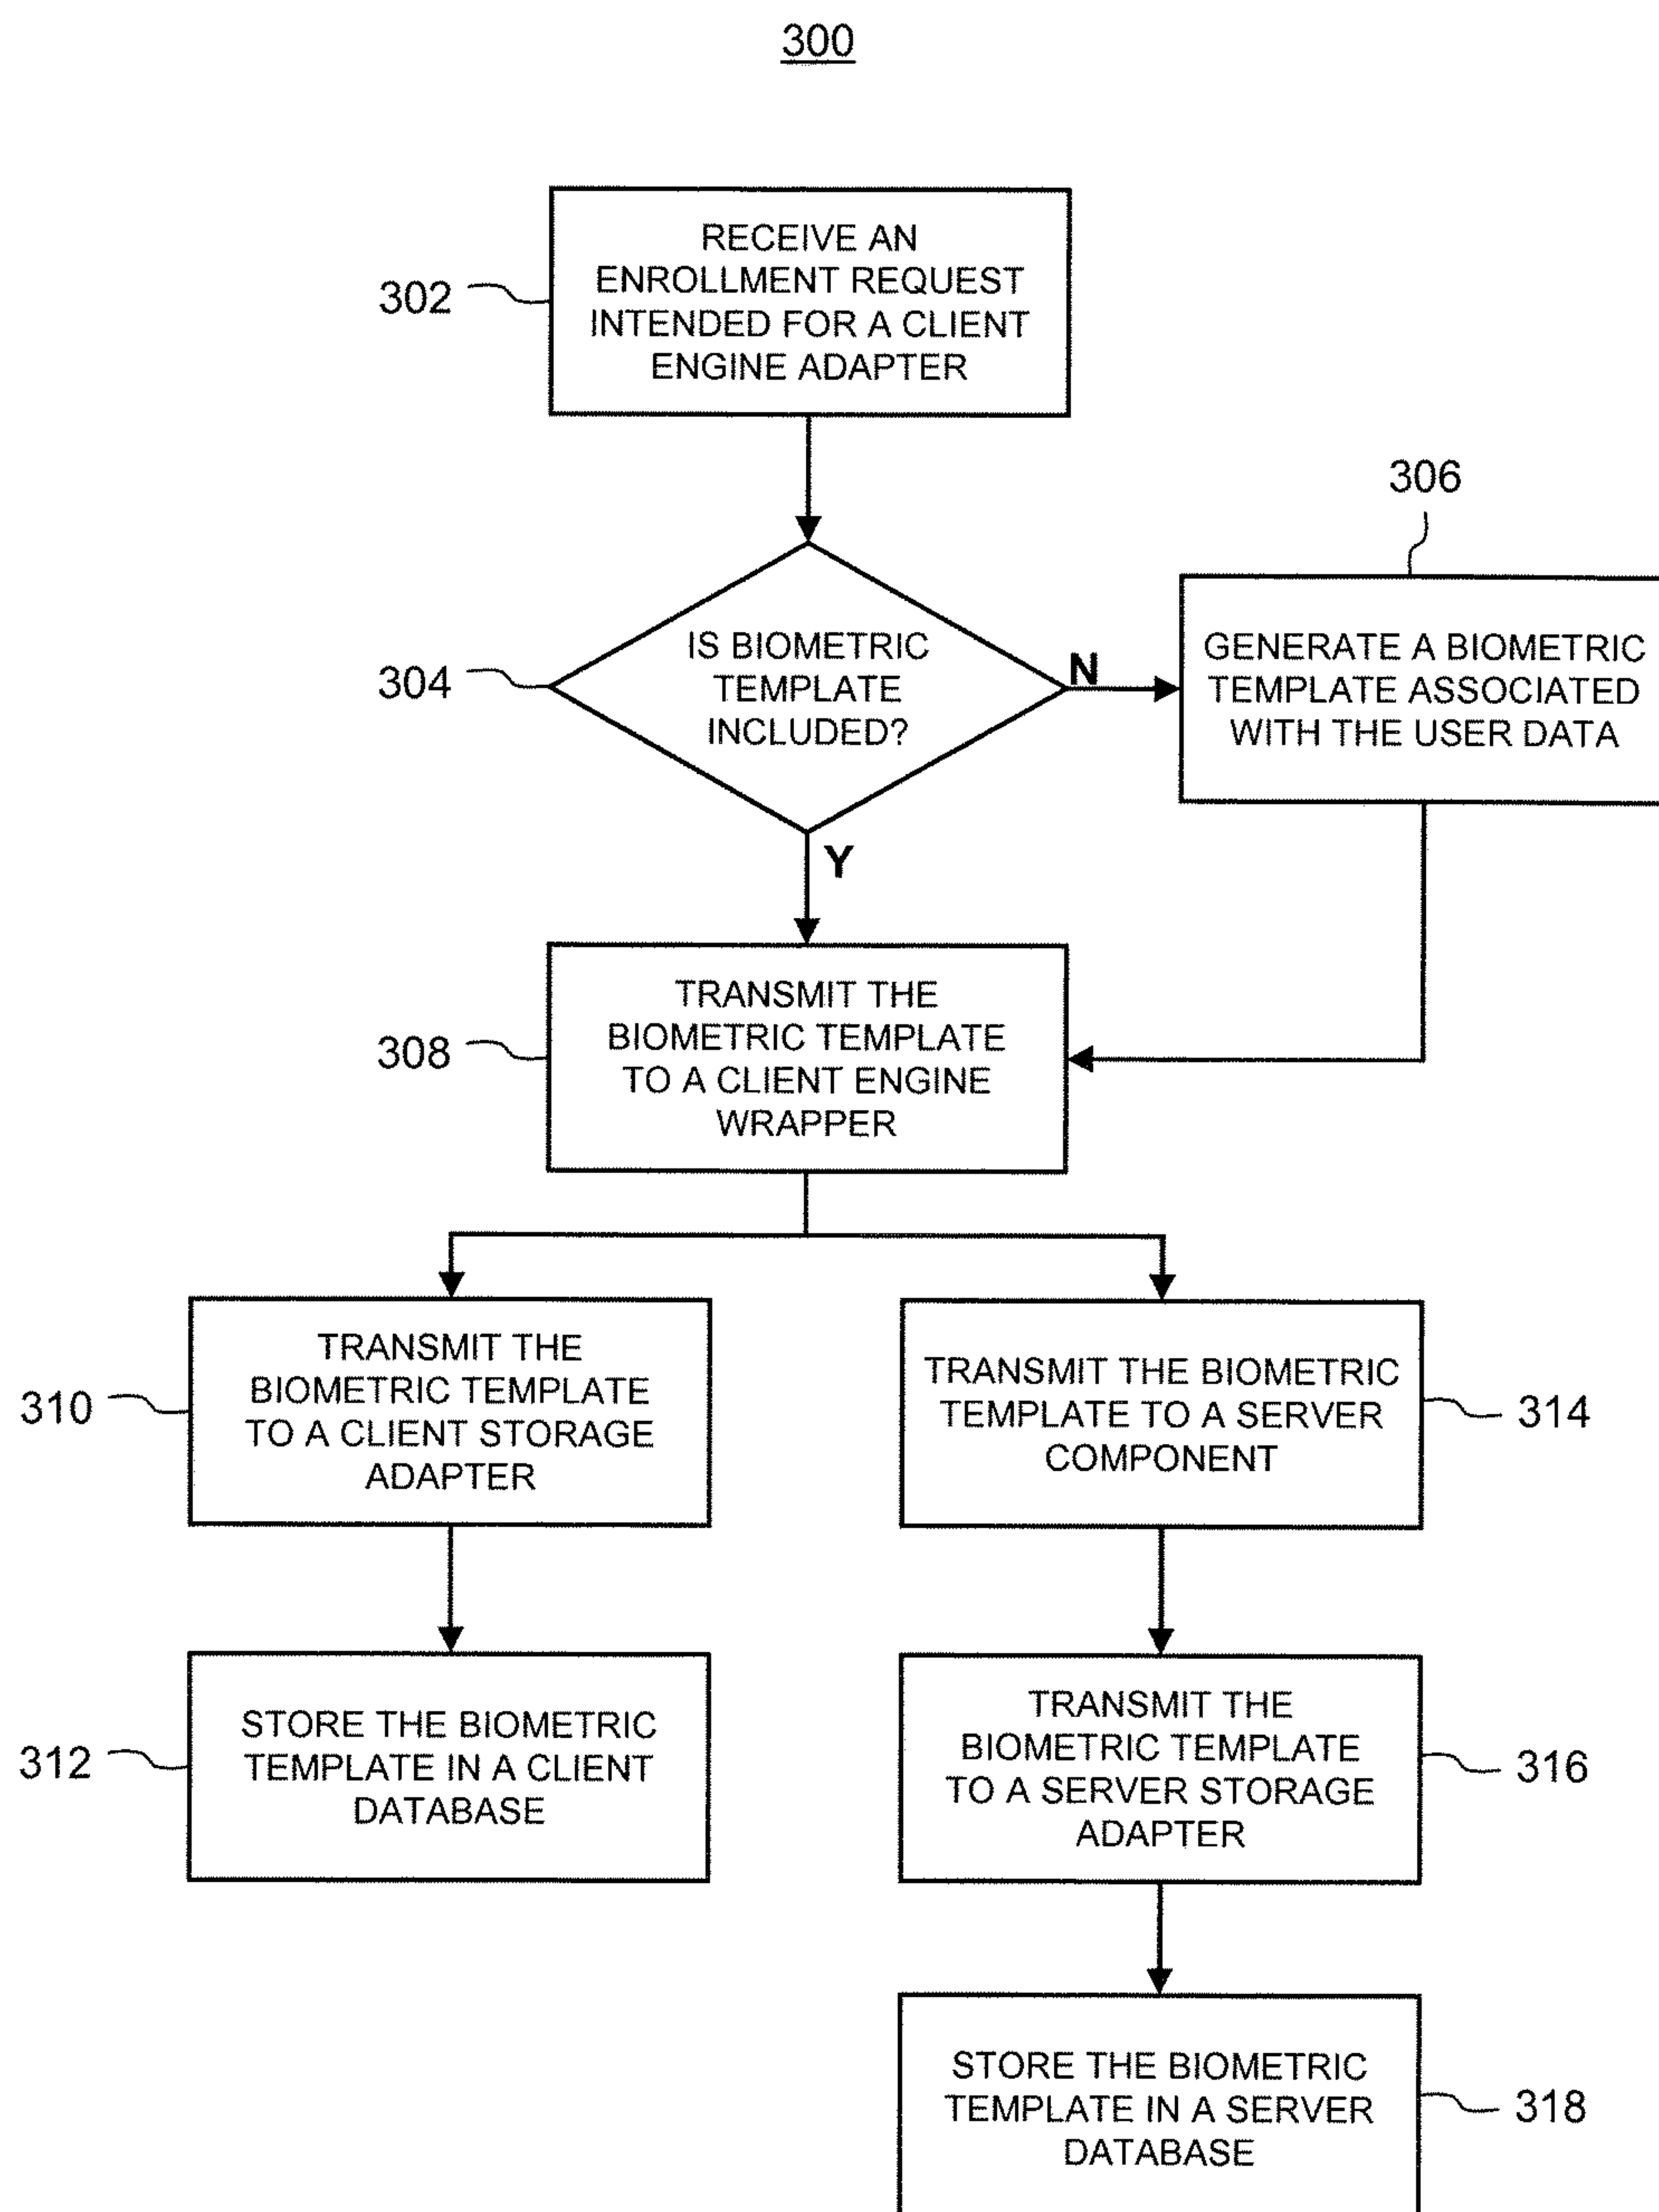 300
RECEIVE AN
ENROLLMENT REQUEST
INTENDED FOR A CLIENT
ENGINE ADAPTER
302
IS BIOMETRIC
TEMPLATE
INCLUDED?
304
N
306
GENERATE A BIOMETRIC
TEMPLATE ASSOCIATED
WITH THE USER DATA
Y
TRANSMIT THE
BIOMETRIC TEMPLATE
TO A CLIENT ENGINE
WRAPPER
308
TRANSMIT THE
BIOMETRIC TEMPLATE
TO A CLIENT STORAGE
ADAPTER
310
TRANSMIT THE BIOMETRIC
TEMPLATE TO A SERVER
COMPONENT
314
STORE THE BIOMETRIC
TEMPLATE IN A CLIENT
DATABASE
312
TRANSMIT THE
BIOMETRIC TEMPLATE
TO A SERVER STORAGE
ADAPTER
316
STORE THE BIOMETRIC
TEMPLATE IN A SERVER
DATABASE
318